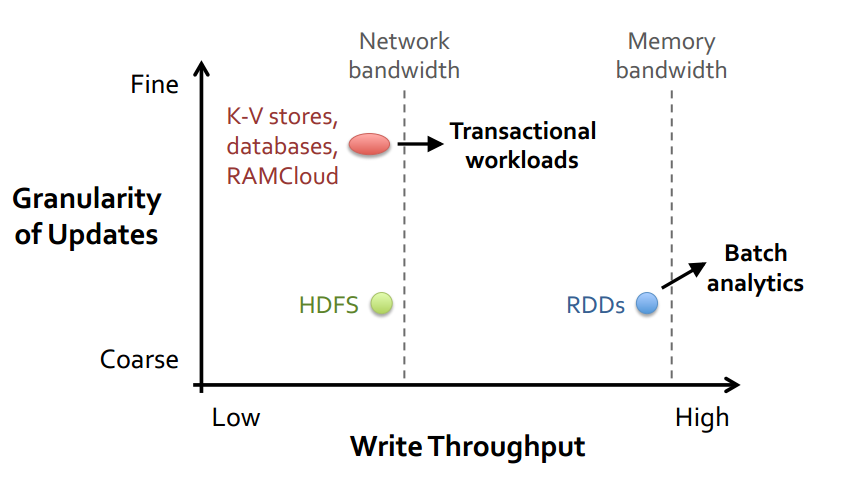 Network
bandwidth
Memory
bandwidth
Fine
K-V stores,
databases,
RAMCloud
Transactional
workloads
Granularity
of Updates
Batch
analytics
HDFS
RDDs
Coarse
Low
High
Write Throughput